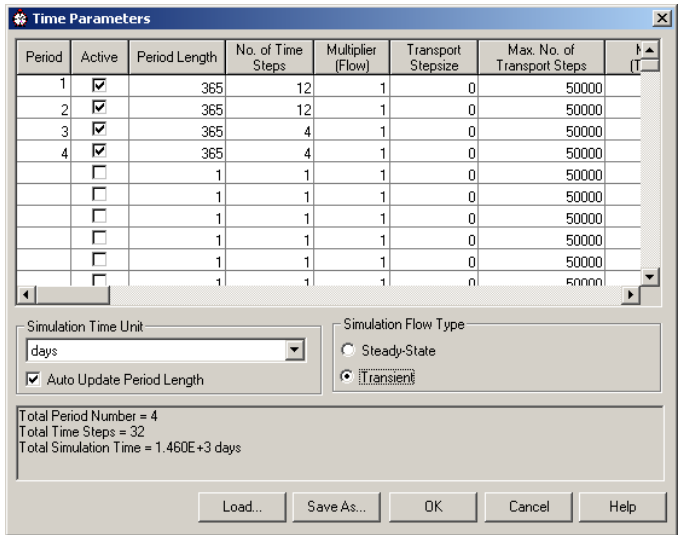 Time Parameters
Period Active Period Length No. of Time Steps Multiplier (Flow) Transport Stepsize Max. No. of Transport Steps
1 365 12 1 0 50000
2 365 12 1 0 50000
3 365 4 1 0 50000
4 365 4 1 0 50000
1 1 1 0 50000
1 1 1 0 50000
1 1 1 0 50000
1 1 1 0 50000
1 1 1 0 50000
1 1 1 0 50000
Simulation Time Unit
days
Auto Update Period Length
Simulation Flow Type
Steady-State
Transient
Total Period Number = 4
Total Time Steps = 32
Total Simulation Time = 1.460E+3 days
Load... Save As... OK Cancel Help